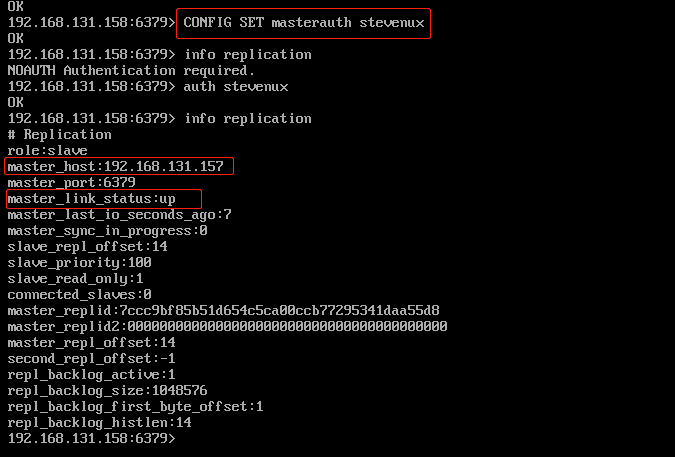 OK
192.168.131.158:6379> CONFIG SET masterauth stevenux
OK
192.168.131.158:6379> info replication
NOAUTH Authentication required.
192.168.131.158:6379> auth stevenux
OK
192.168.131.158:6379> info replication
# Replication
role:slave
master_host:192.168.131.157
master_port:6379
master_link_status:up
master_last_io_seconds_ago:7
master_sync_in_progress:0
slave_repl_offset:14
slave_priority:100
slave_read_only:1
connected_slaves:0
master_replid:7ccc9bf85b51d654c5ca00ccb77295341daa55d8
master_replid2:0000000000000000000000000000000000000000
master_repl_offset:14
second_repl_offset:-1
repl_backlog_active:1
repl_backlog_size:1048576
repl_backlog_first_byte_offset:1
repl_backlog_histlen:14
192.168.131.158:6379>